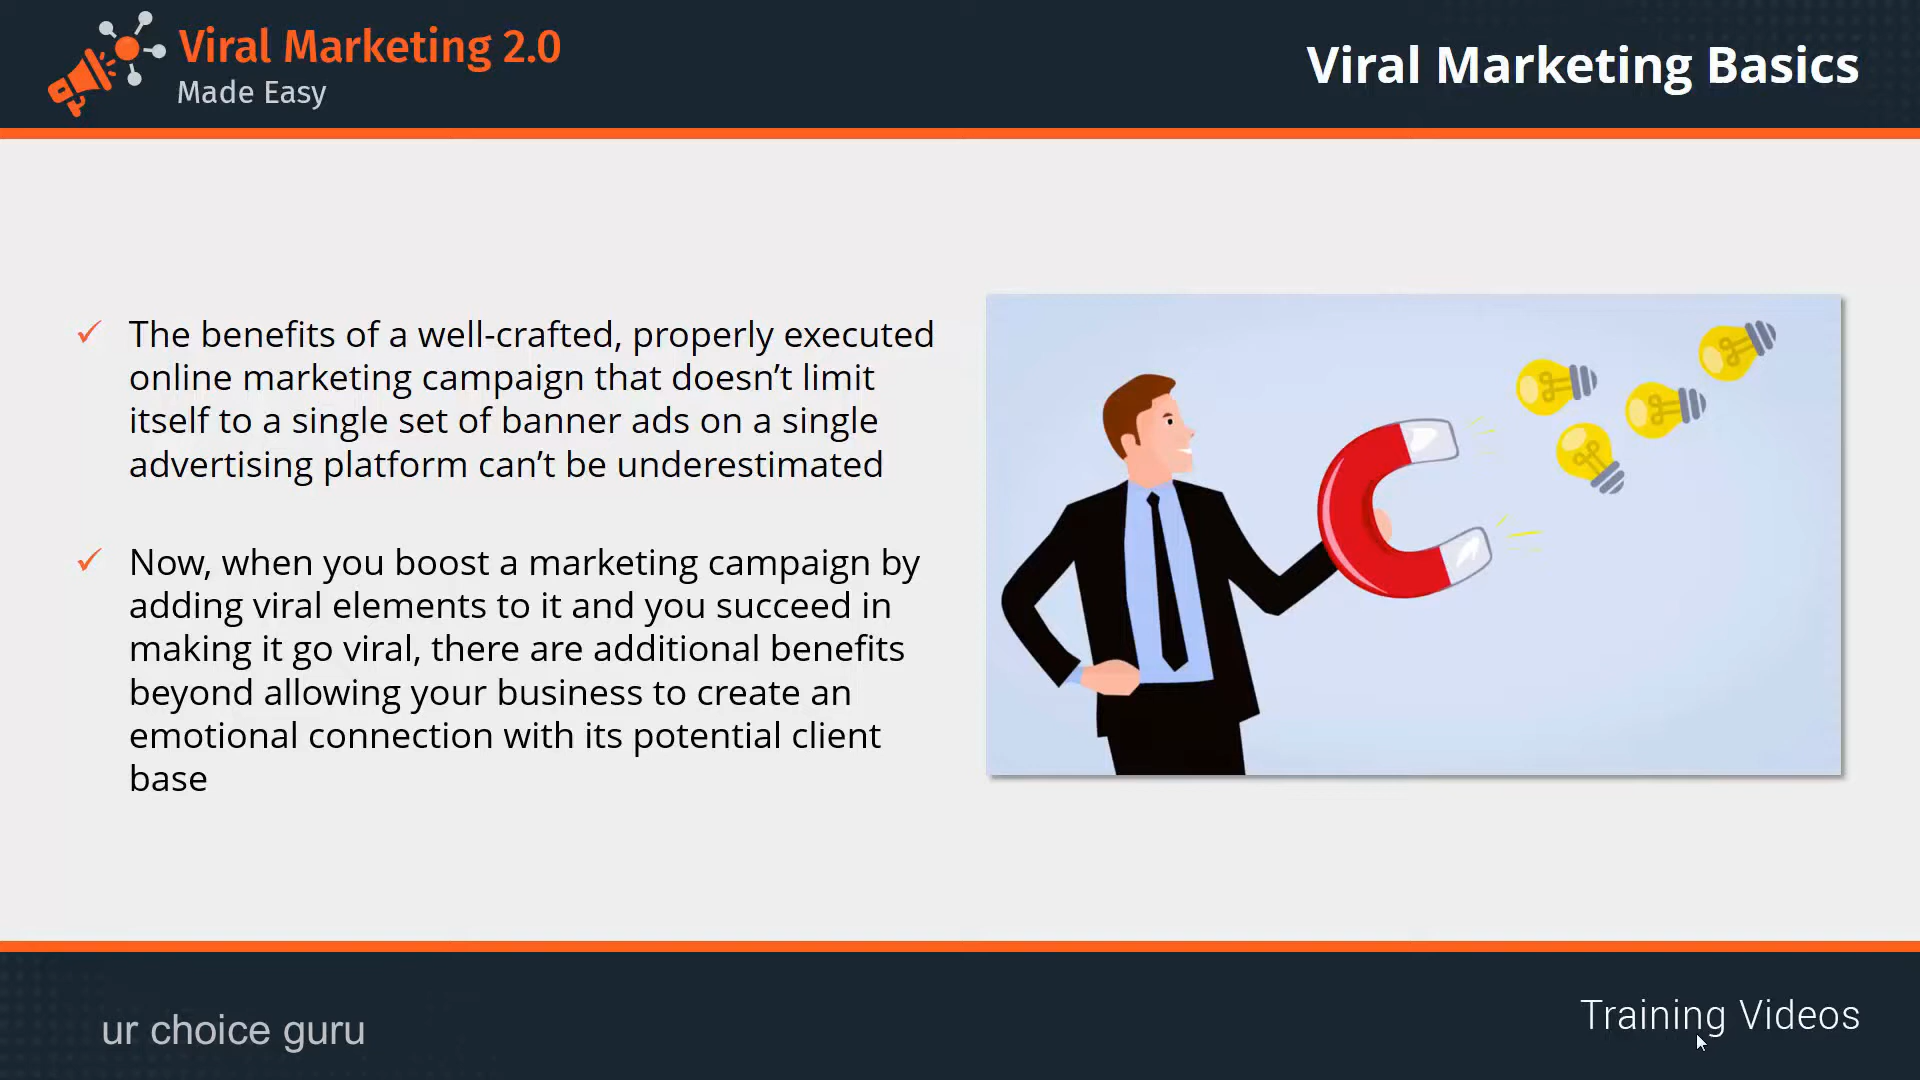 Viral Marketing 2.0
Made Easy
Viral Marketing Basics
The benefits of a well-crafted, properly executed
online marketing campaign that doesn’t limit
itself to a single set of banner ads on a single
advertising platform can’t be underestimated
Now, when you boost a marketing campaign by
adding viral elements to it and you succeed in
making it go viral, there are additional benefits
beyond allowing your business to create an
emotional connection with its potential client
base
ur choice guru
Training Videos